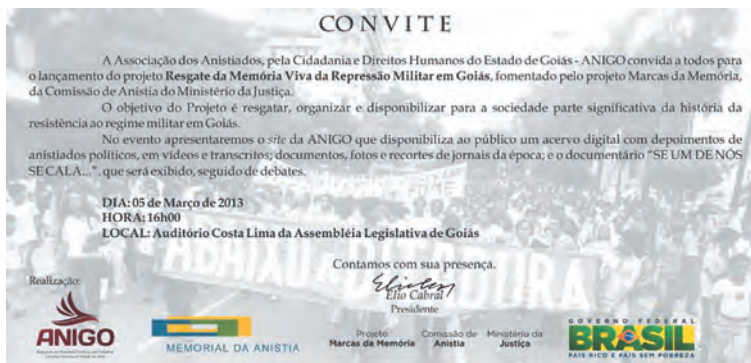 CONVITE
A Associação dos Anistiados, pela Cidadania e Direitos Humanos do Estado de Goiás - ANIGO convida a todos para
o lançamento do projeto Resgate da Memória Viva da Repressão Militar em Goiás, fomentado pelo projeto Marcas da Memória,
da Comissão de Anistia do Ministério da Justiça.
O objetivo do Projeto é resgatar, organizar e disponibilizar para a sociedade parte significativa da história da
resistência ao regime militar em Goiás.
No evento apresentaremos o site da ANIGO que disponibiliza ao público um acervo digital com depoimentos de
anistiados políticos, em vídeos e transcritos; documentos, fotos e recortes de jornais da época; e o documentário "SE UM DE NÓS
SE CALA...", que será exibido, seguido de debates.
DIA: 05 de Março de 2013
HORA: 16h00
LOCAL: Auditório Costa Lima da Assembléia Legislativa de Goiás
ABAIXO A DITADURA
Contamos com sua presença.
Elio Cabral
Presidente
Realização:
ANIGO
MEMORIAL DA ANISTIA
Projeto
Marcas da Memória
Comissão de
Anistia
Ministério da
Justiça
GOVERNO FEDERAL
BRASIL
PAÍS RICO É PAÍS SEM POBREZA